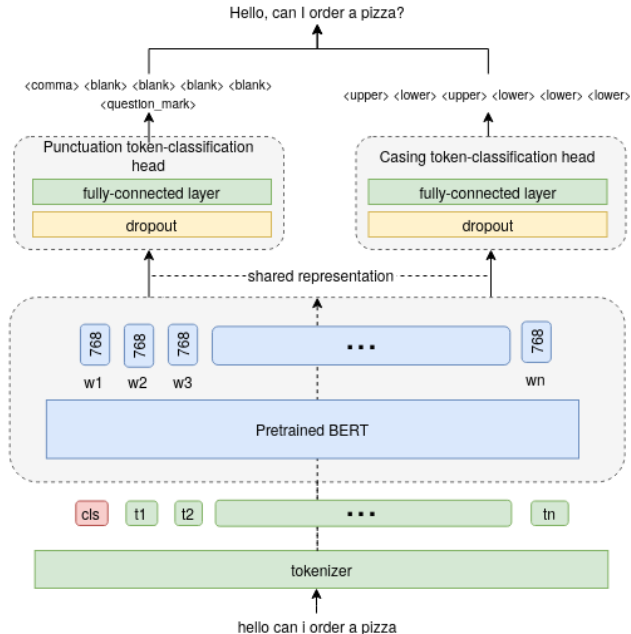 Hello, can I order a pizza?
<comma> <blank> <blank> <blank> <blank>
<question_mark>
<upper> <lower> <upper> <lower> <lower> <lower>
Punctuation token-classification
head
fully-connected layer
dropout
Casing token-classification head
fully-connected layer
dropout
shared representation
768
768
768
...
768
w1
w2
w3
wn
Pretrained BERT
cls
t1
t2
...
tn
tokenizer
hello can i order a pizza